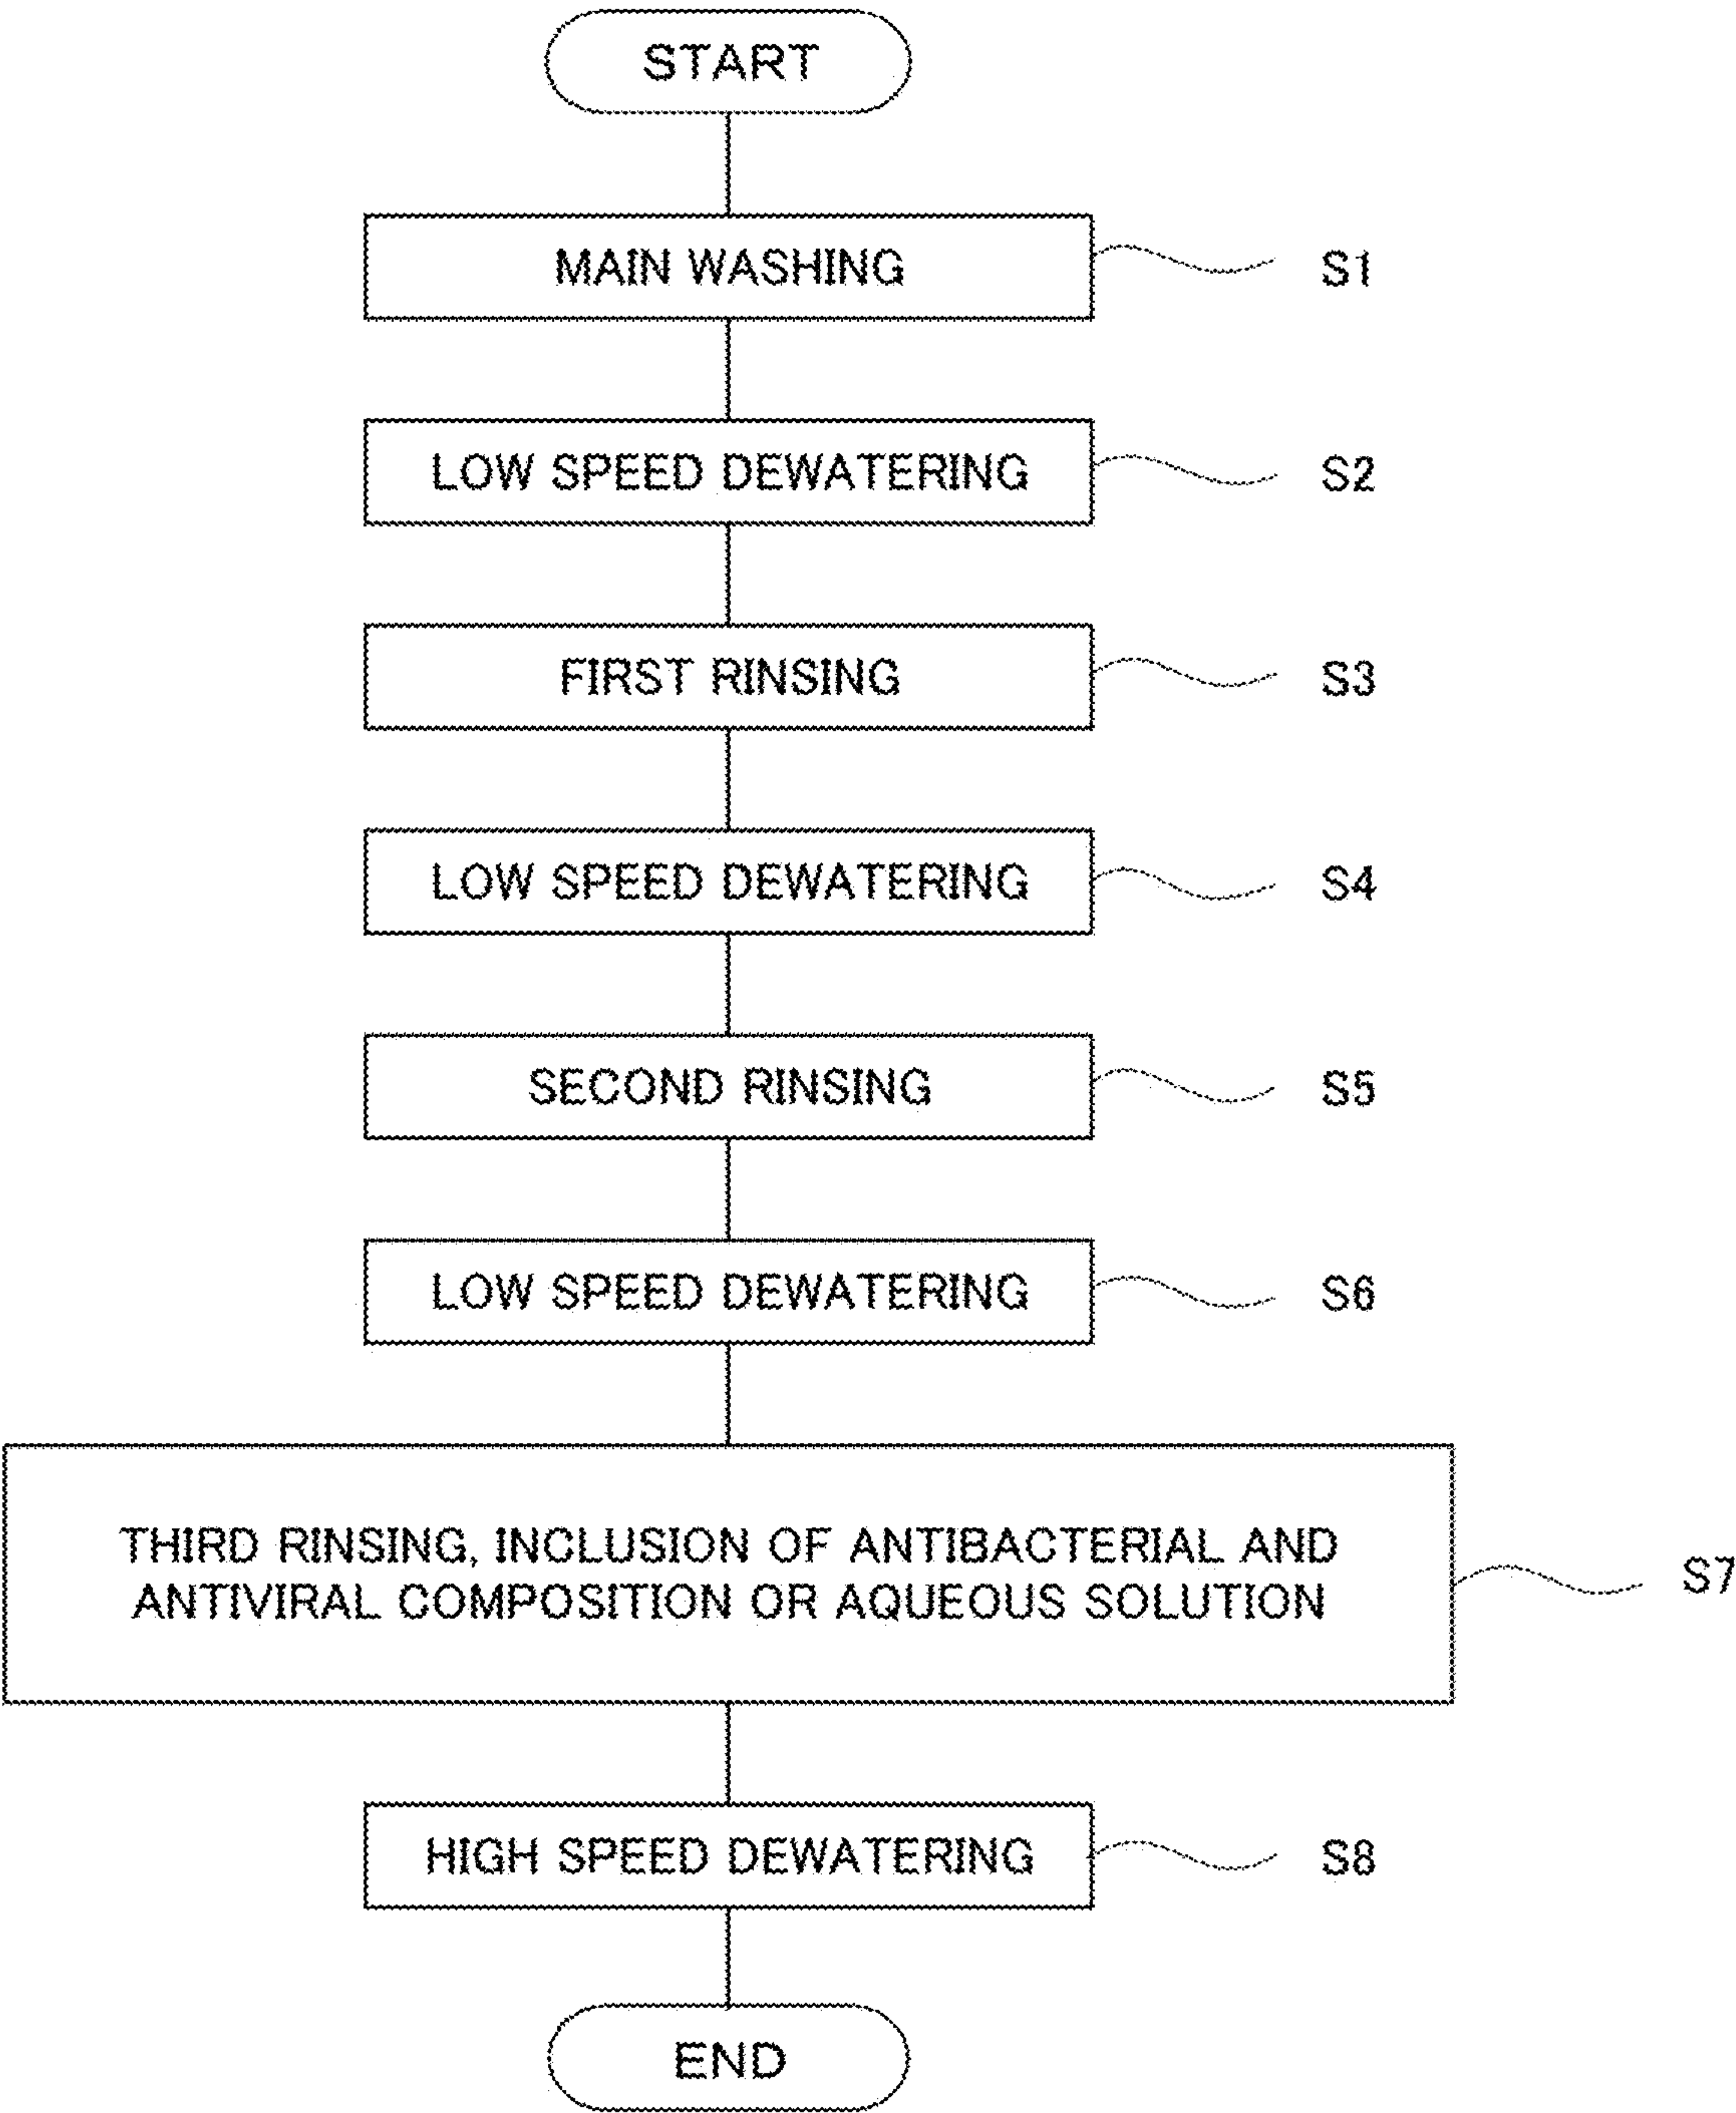 START
MAIN WASHING
S1
LOW SPEED DEWATERING
S2
FIRST RINSING
S3
LOW SPEED DEWATERING
S4
SECOND RINSING
S5
LOW SPEED DEWATERING
S6
THIRD RINSING, INCLUSION OF ANTIBACTERIAL AND
ANTIVIRAL COMPOSITION OR AQUEOUS SOLUTION
S7
HIGH SPEED DEWATERING
S8
END